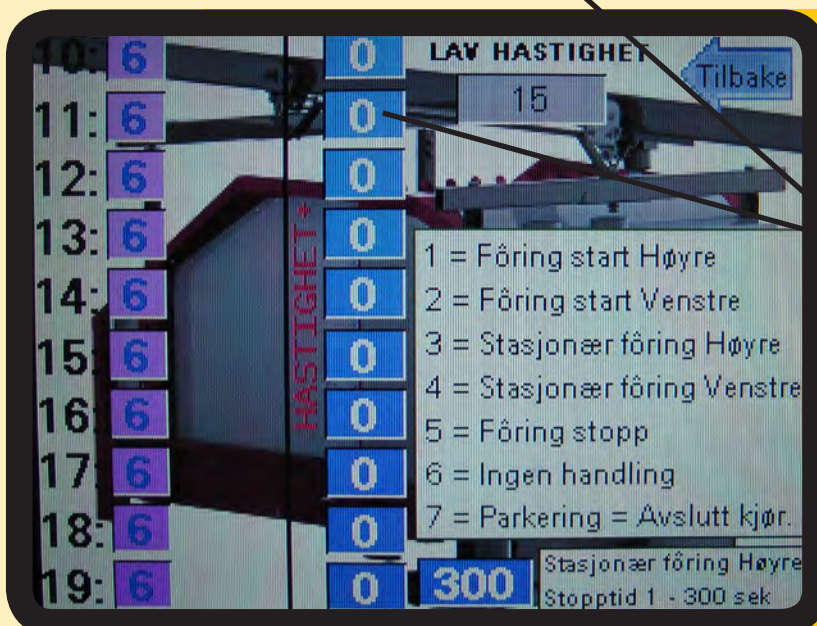 10: 6 0 LAV HASTIGHET
Tilbake
15
11: 6 0
12: 6 0
13: 6 0
HASTIGHET+
14: 6 0
15 6 0
16 6 0
17 6 0
18: 6 0
19: 6 0
1 = Fôring start Høyre
2 = Fôring start Venstre
3 = Stasjonær fôring Høyre
4 = Stasjonær fôring Venstre
5 = Fôring stopp
6 = Ingen handling
7 = Parkering = Avslutt kjør.
300
Stasjonær fôring Høyre
Stopptid 1 - 300 sek